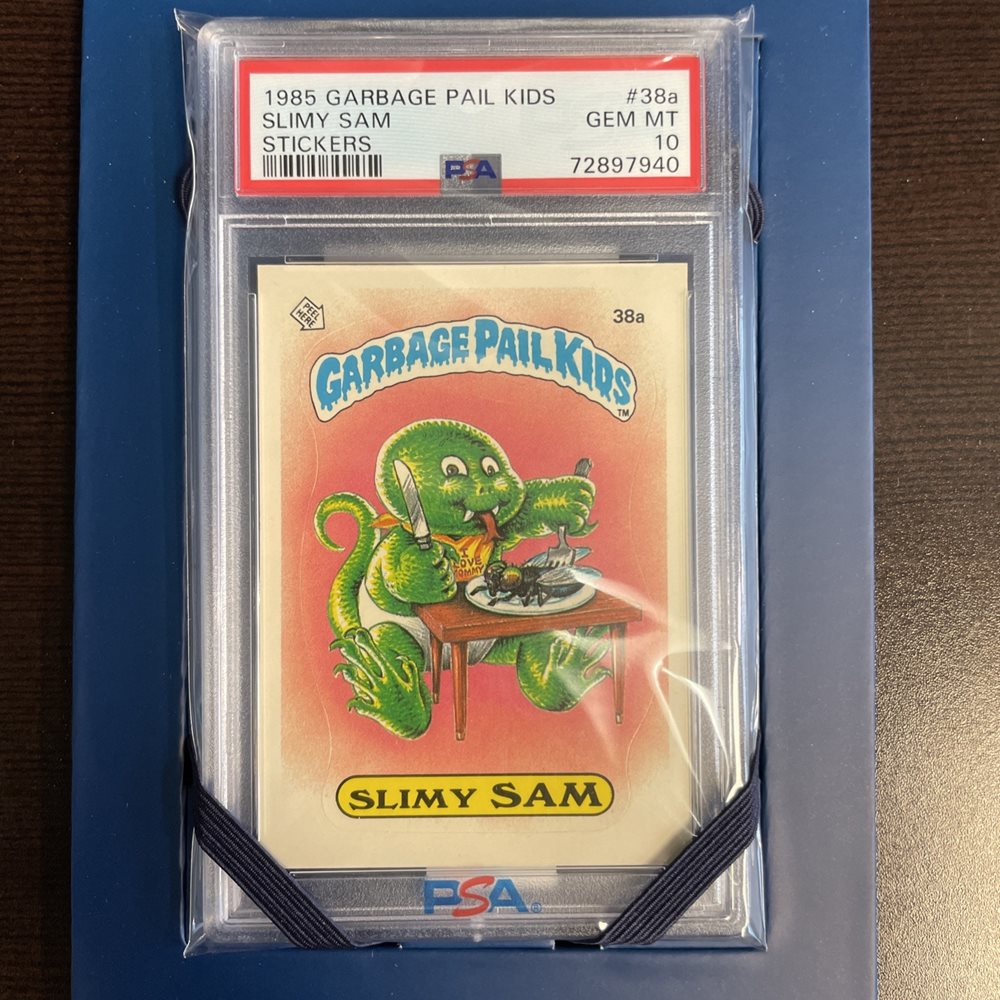 1985 GARBAGE PAIL KIDS #38a
SLIMY SAM GEM MT
STICKERS 10
PSA 72897940
PEEL
HERE
38a
GARBAGE PAIL KIDS
TM
I
LOVE
MOMMY
SLIMY SAM
PSA®